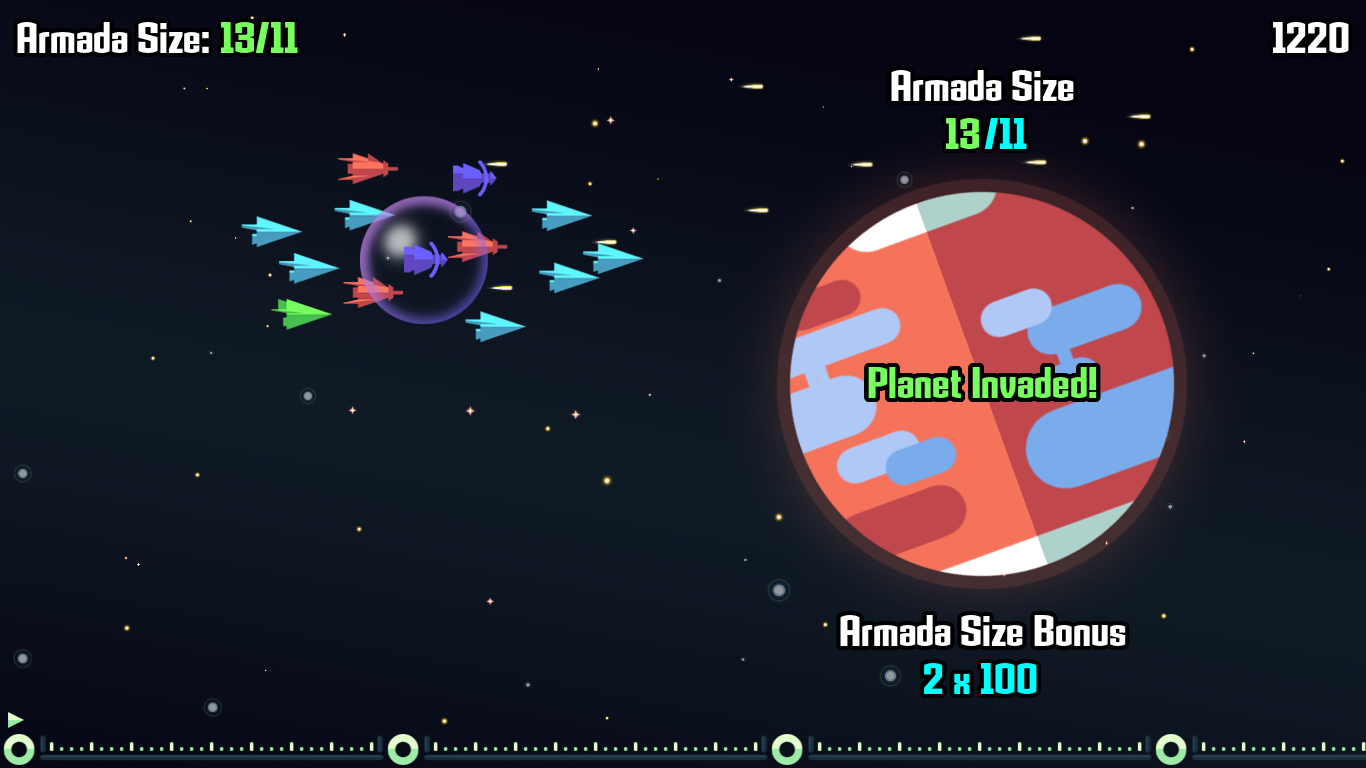 Armada Size: 13/11
1220
Armada Size
13/11
Planet Invaded!
Armada Size Bonus
2 x 100